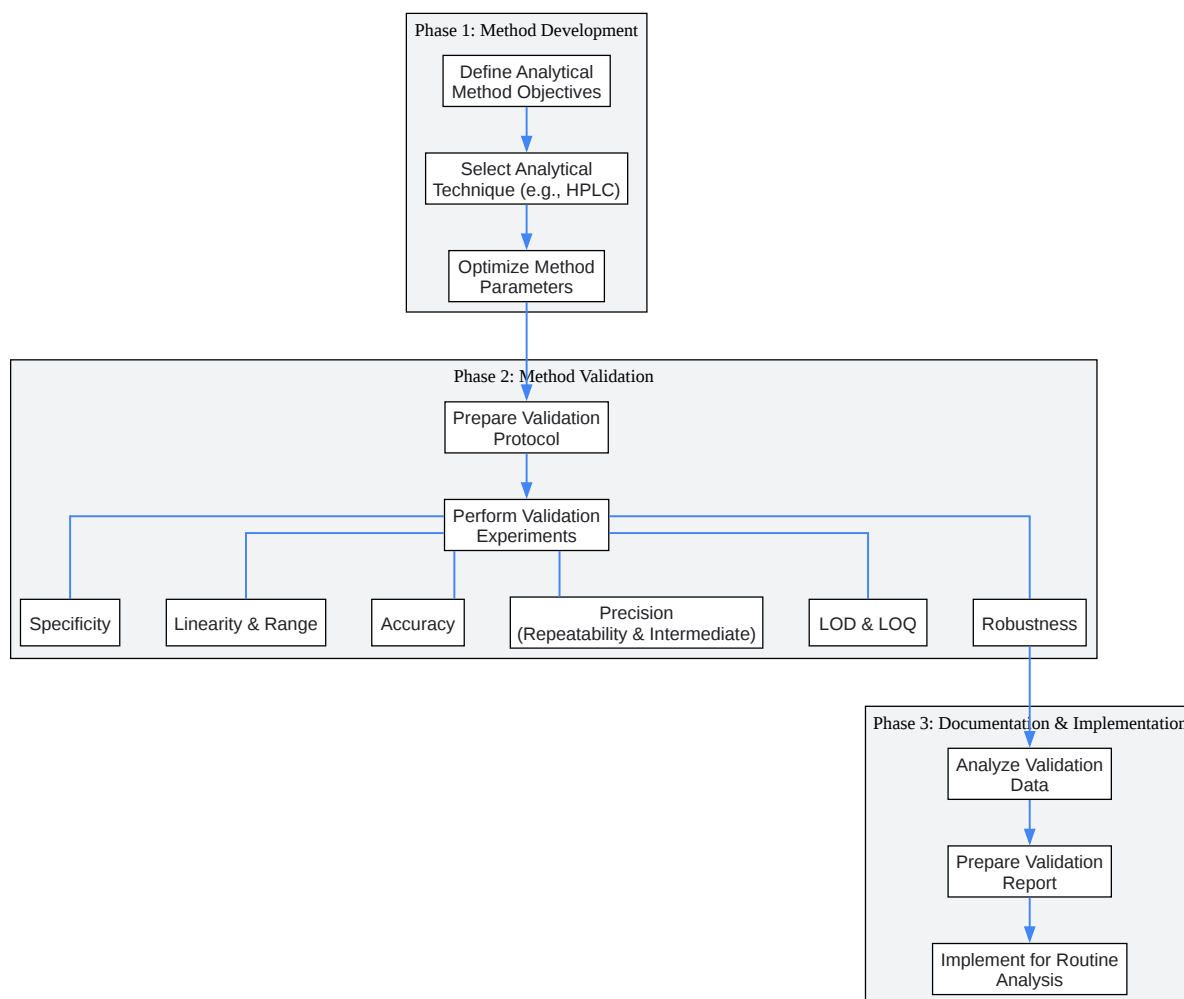 Phase 1: Method Development
Define Analytical
Method Objectives
Select Analytical
Technique (e.g., HPLC)
Optimize Method
Parameters
Phase 2: Method Validation
Prepare Validation
Protocol
Perform Validation
Experiments
Specificity
Linearity & Range
Accuracy
Precision
(Repeatability & Intermediate)
LOD & LOQ
Robustness
Phase 3: Documentation & Implementation
Analyze Validation
Data
Prepare Validation
Report
Implement for Routine
Analysis